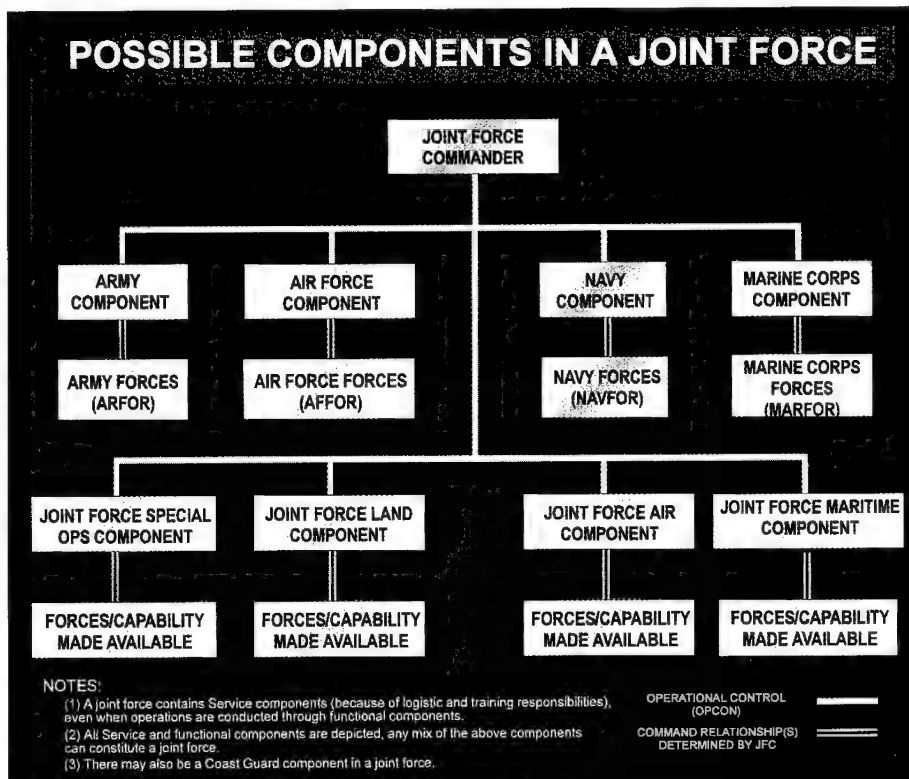 POSSIBLE COMPONENTS IN A JOINT FORCE
JOINT FORCE
COMMANDER
ARMY
COMPONENT
AIR FORCE
COMPONENT
NAVY
COMPONENT
MARINE CORPS
COMPONENT
ARMY FORCES
(ARFOR)
AIR FORCE FORCES
(AFFOR)
NAVY FORCES
(NAVFOR)
MARINE CORPS
FORCES
(MARFOR)
JOINT FORCE SPECIAL
OPS COMPONENT
JOINT FORCE LAND
COMPONENT
JOINT FORCE AIR
COMPONENT
JOINT FORCE MARITIME
COMPONENT
FORCES/CAPABILITY
MADE AVAILABLE
FORCES/CAPABILITY
MADE AVAILABLE
FORCES/CAPABILITY
MADE AVAILABLE
FORCES/CAPABILITY
MADE AVAILABLE
NOTES:
(1) A joint force contains Service components (because of logistic and training responsibilities),
even when operations are conducted through functional components.
(2) All Service and functional components are depicted, any mix of the above components
can constitute a joint force.
(3) There may also be a Coast Guard component in a joint force.
OPERATIONAL CONTROL
(OPCON)
COMMAND RELATIONSHIP(S)
DETERMINED BY JFC